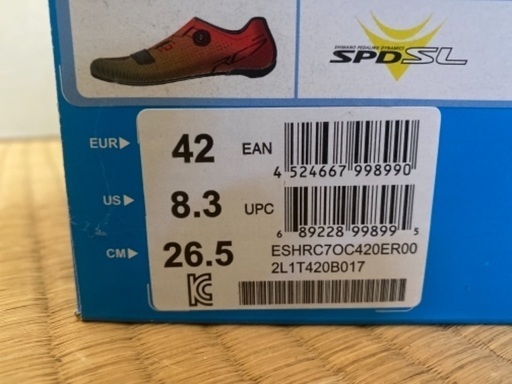 SHIMANO PEDALING DYNAMICS
SPD-SL
EUR▶ 42 EAN
4 524667 998990
US▶ 8.3 UPC
6 89228 99899 5
CM▶ 26.5 ESHRC7OC420ER00
2L1T420B017